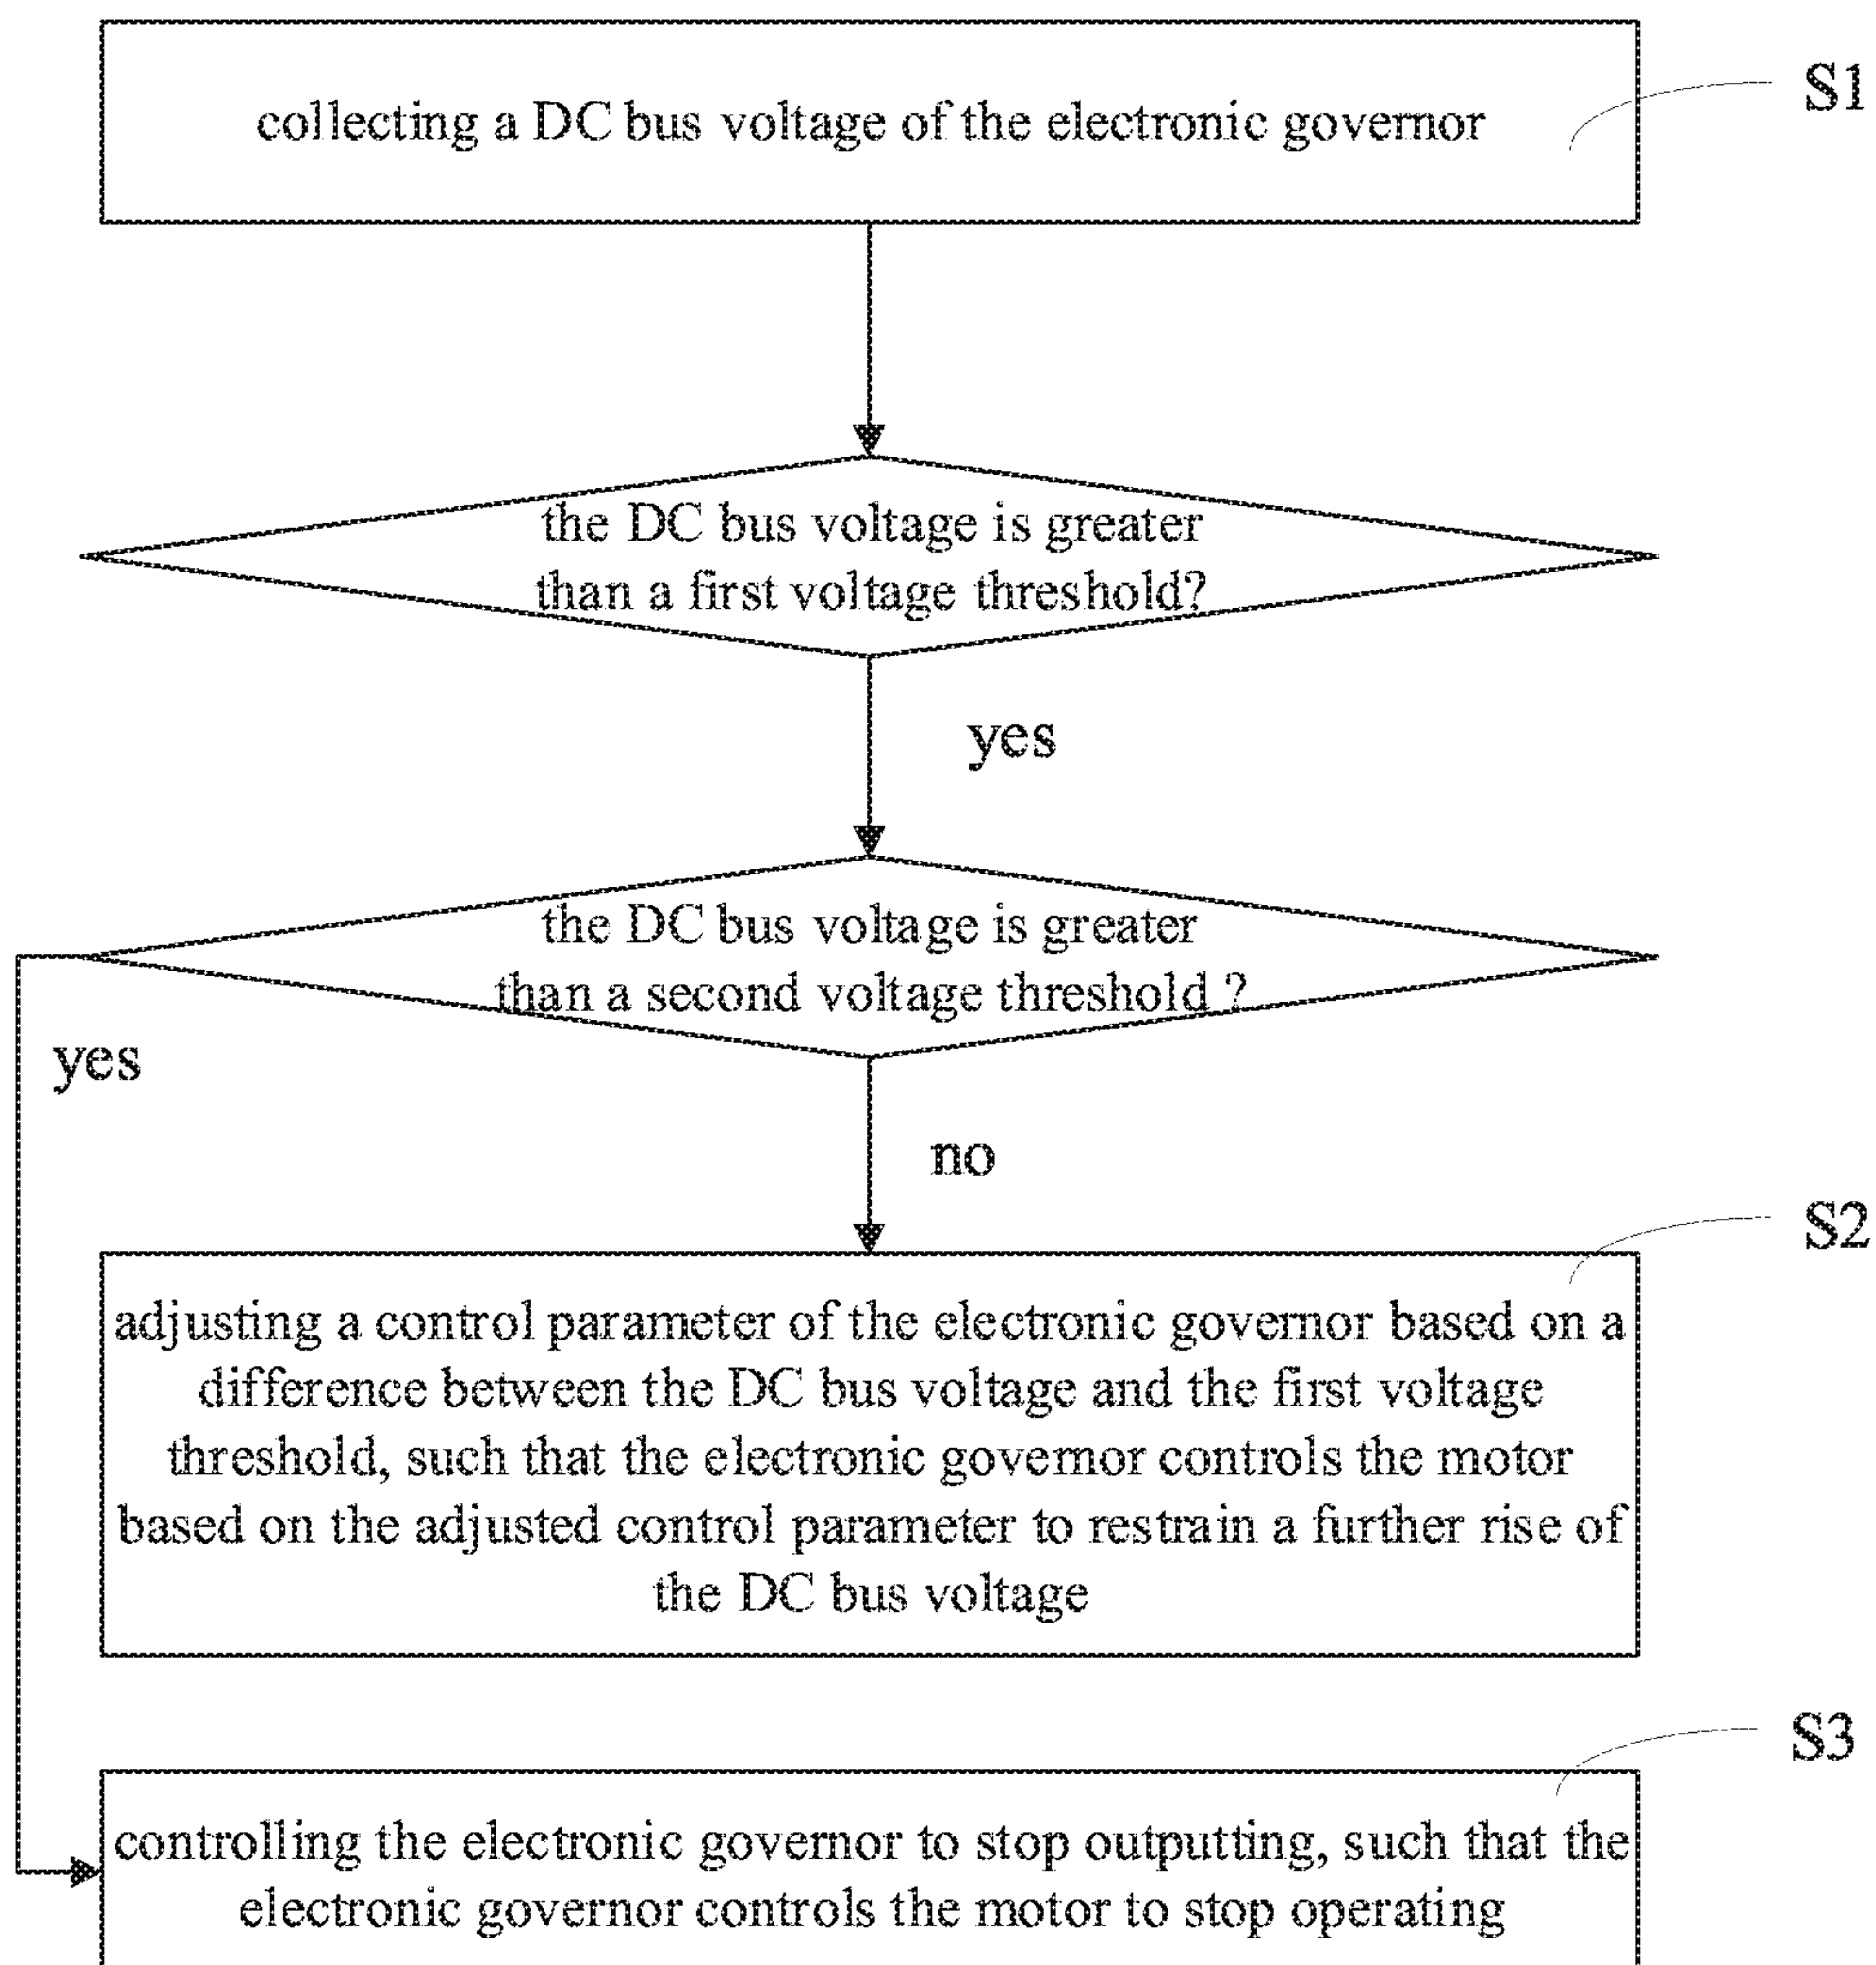 collecting a DC bus voltage of the electronic governor
S1
the DC bus voltage is greater
than a first voltage threshold?
yes
the DC bus voltage is greater
than a second voltage threshold ?
yes
no
S2
adjusting a control parameter of the electronic governor based on a
difference between the DC bus voltage and the first voltage
threshold, such that the electronic governor controls the motor
based on the adjusted control parameter to restrain a further rise of
the DC bus voltage
S3
controlling the electronic governor to stop outputting, such that the
electronic governor controls the motor to stop operating